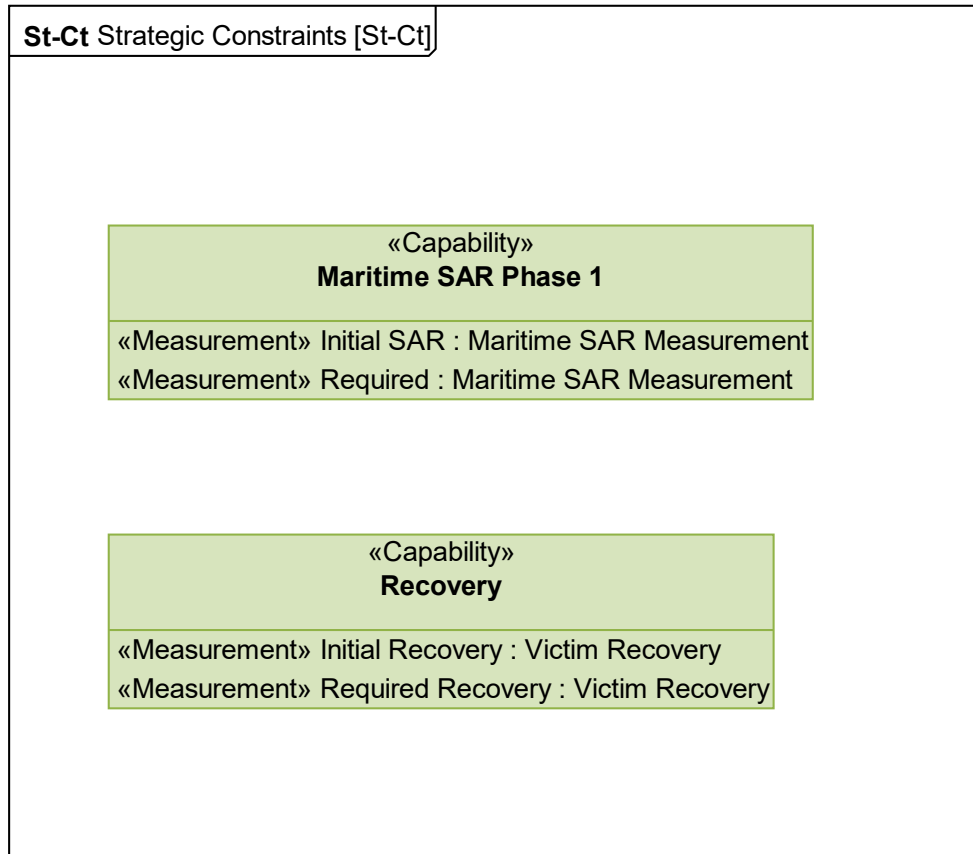 St-Ct Strategic Constraints [St-Ct]
«Capability»
Maritime SAR Phase 1
«Measurement» Initial SAR : Maritime SAR Measurement
«Measurement» Required : Maritime SAR Measurement
«Capability»
Recovery
«Measurement» Initial Recovery : Victim Recovery
«Measurement» Required Recovery : Victim Recovery